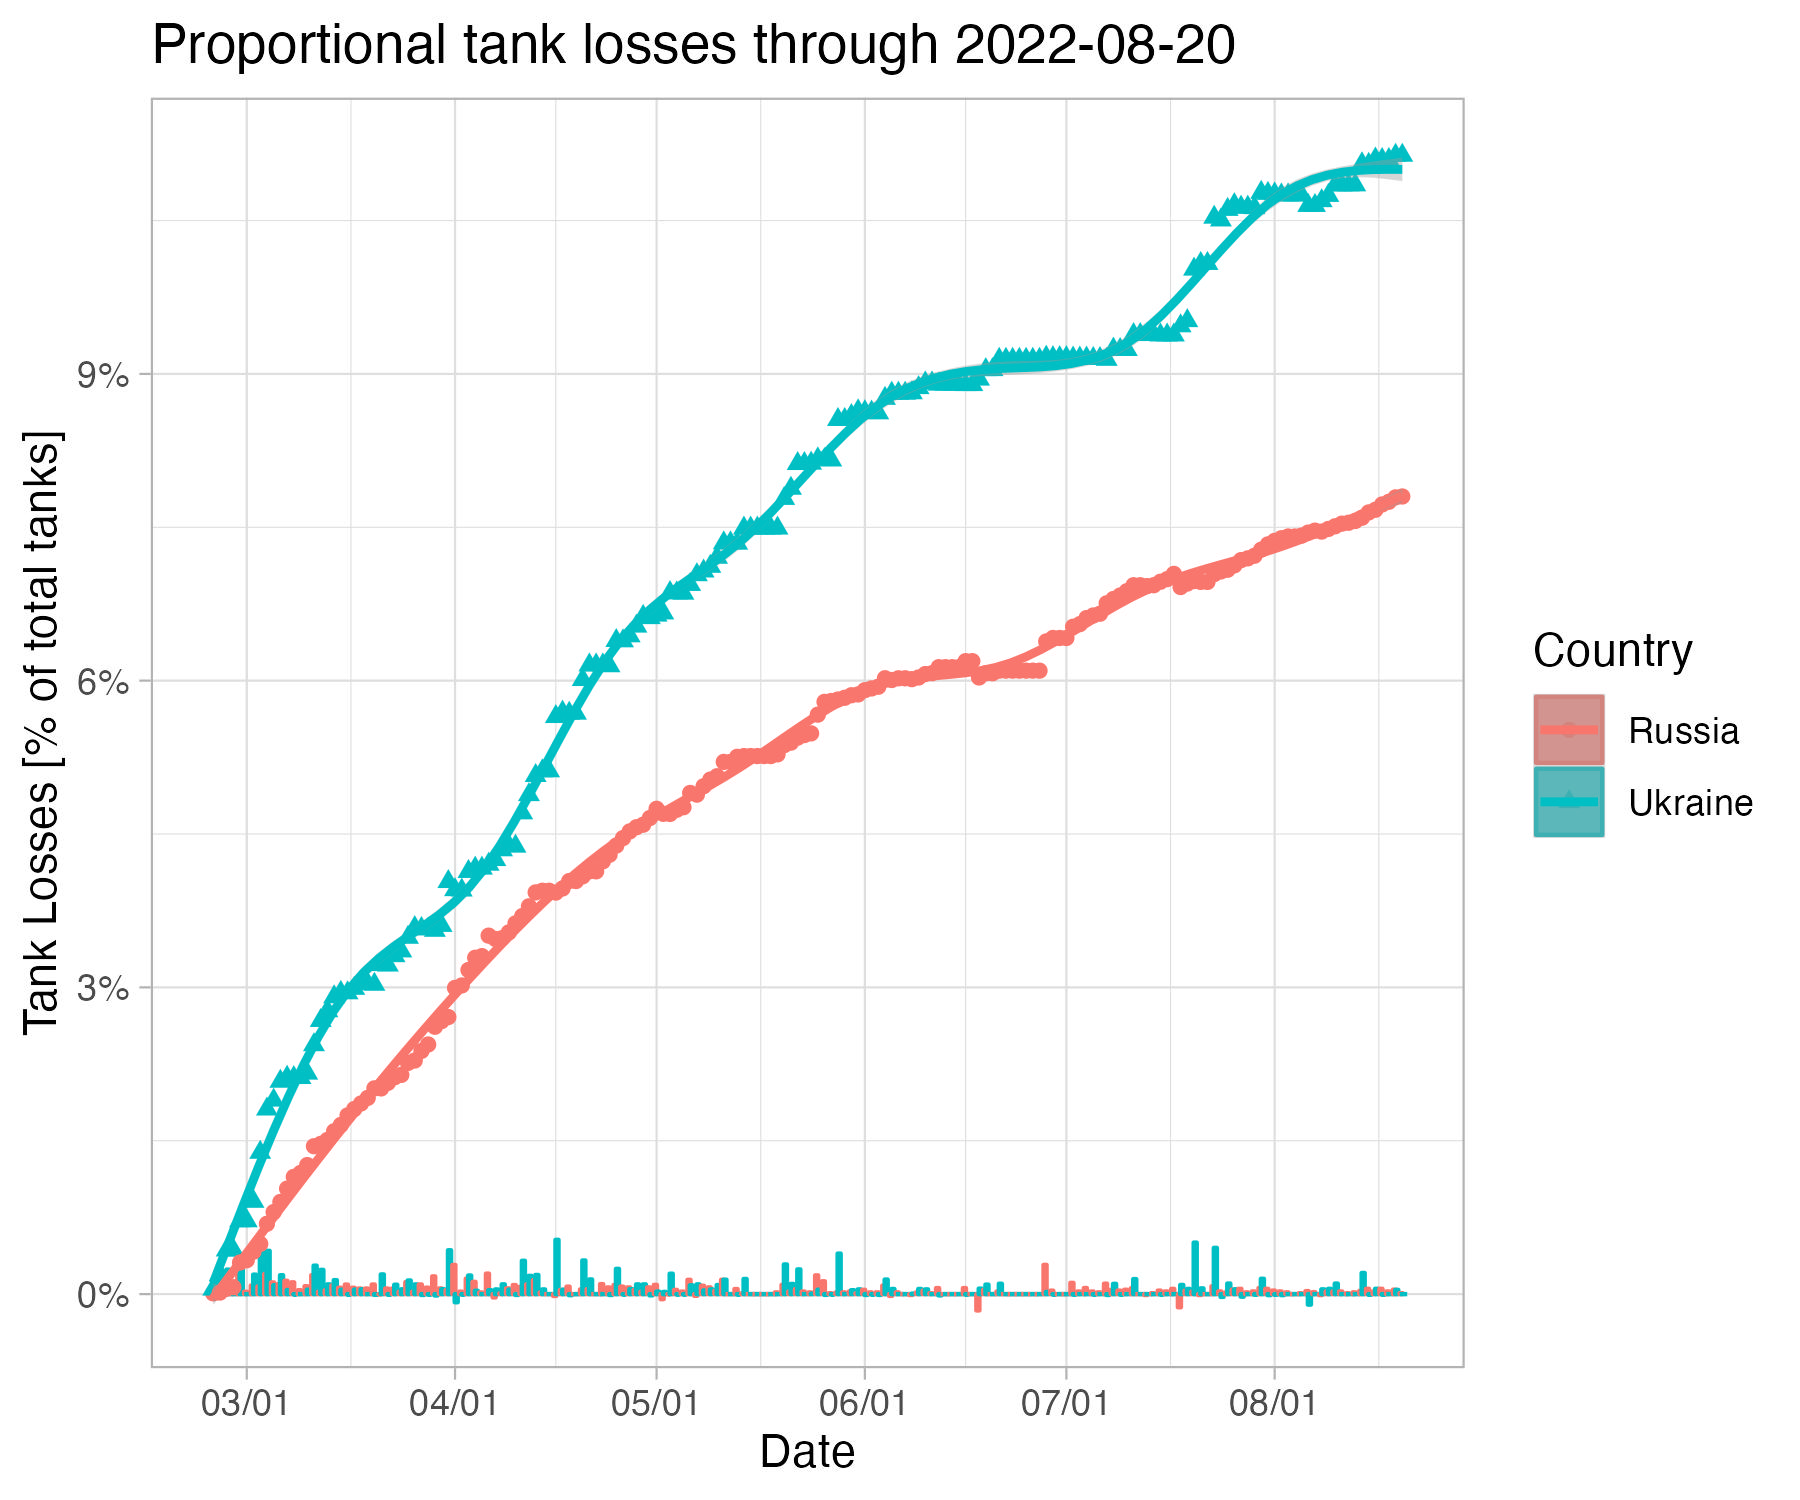 Proportional tank losses through 2022-08-20
Tank Losses [% of total tanks]
9%
6%
3%
0%
03/01 04/01 05/01 06/01 07/01 08/01
Date
Country
Russia
Ukraine